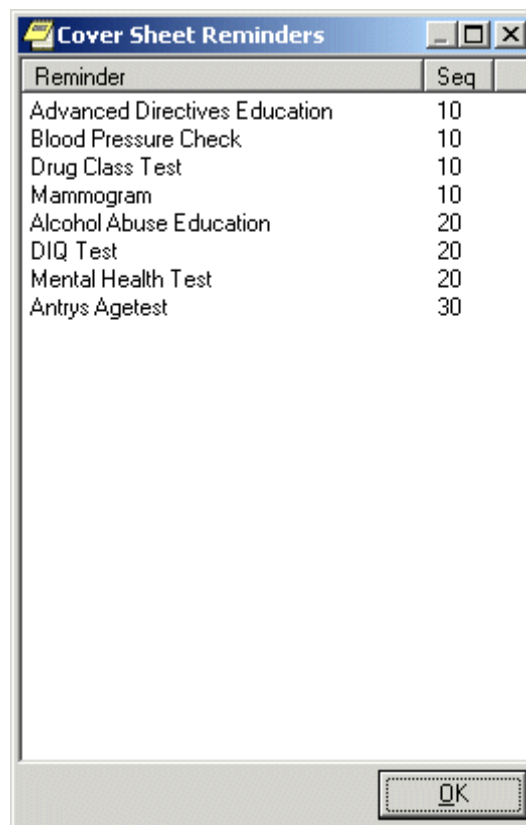 Cover Sheet Reminders
Reminder Seq
Advanced Directives Education 10
Blood Pressure Check 10
Drug Class Test 10
Mammogram 10
Alcohol Abuse Education 20
DIQ Test 20
Mental Health Test 20
Antrys Agetest 30
OK